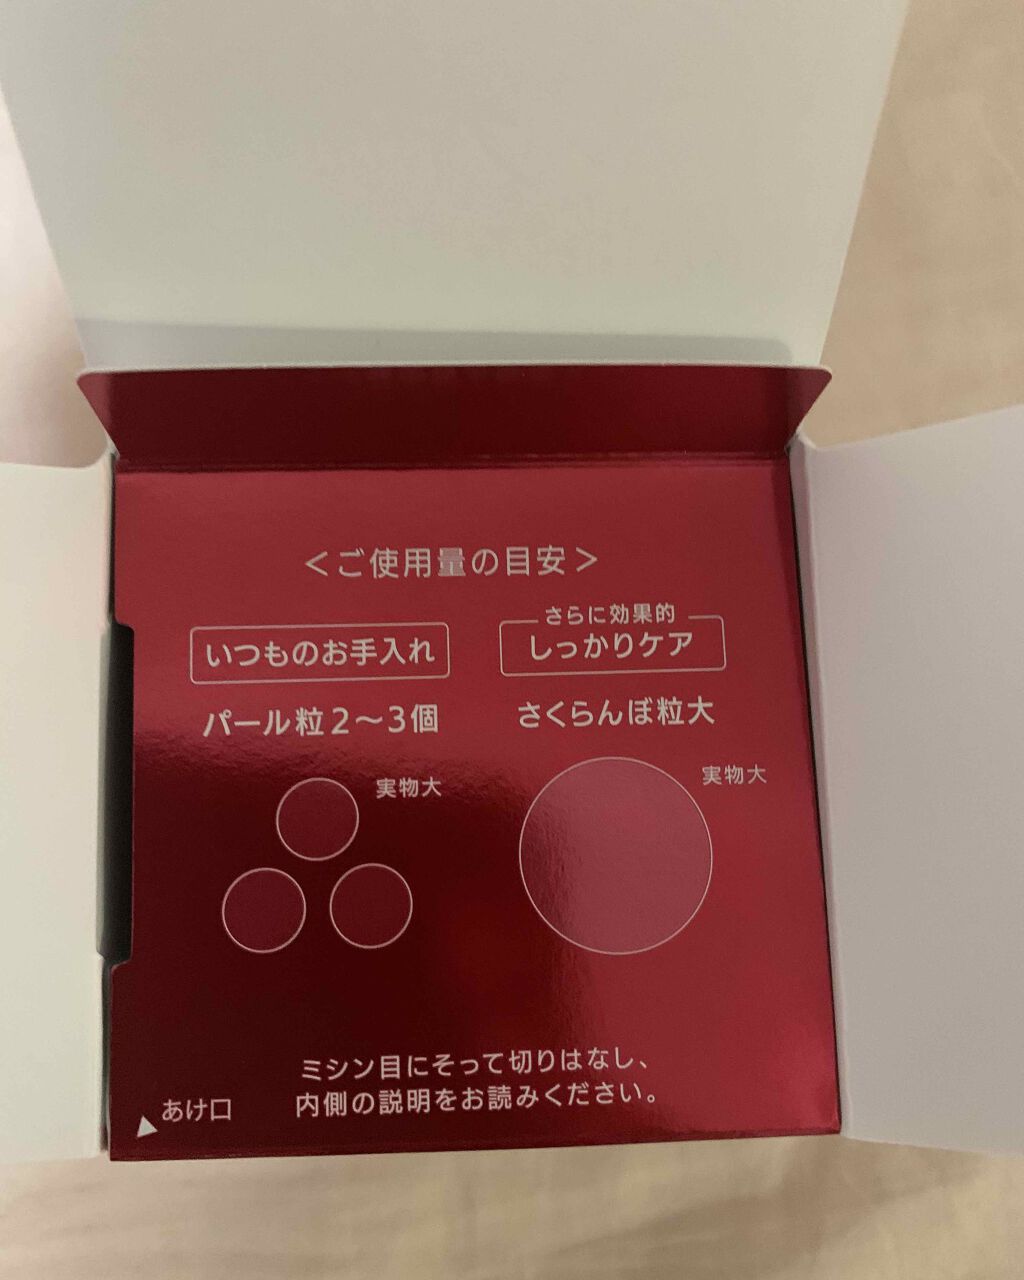 ＜ご使用量の目安＞
いつものお手入れ
パール粒2〜3個
実物大
さらに効果的
しっかりケア
さくらんぼ粒大
実物大
ミシン目にそって切りはなし、
内側の説明をお読みください。
あけ口